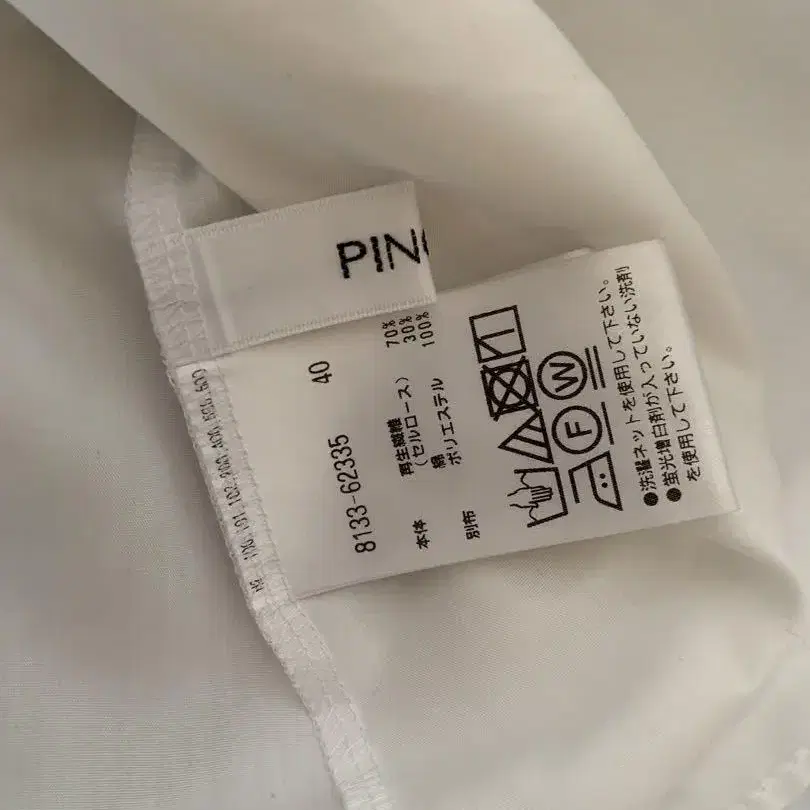 PIN
40
8133-62335
本体
再生繊維
70%
(セルロース)
綿
30%
別布
ポリエステル
100%
W
F
●洗濯ネットを使用して下さい。
●蛍光増白剤が入っていない洗剤
を使用して下さい。